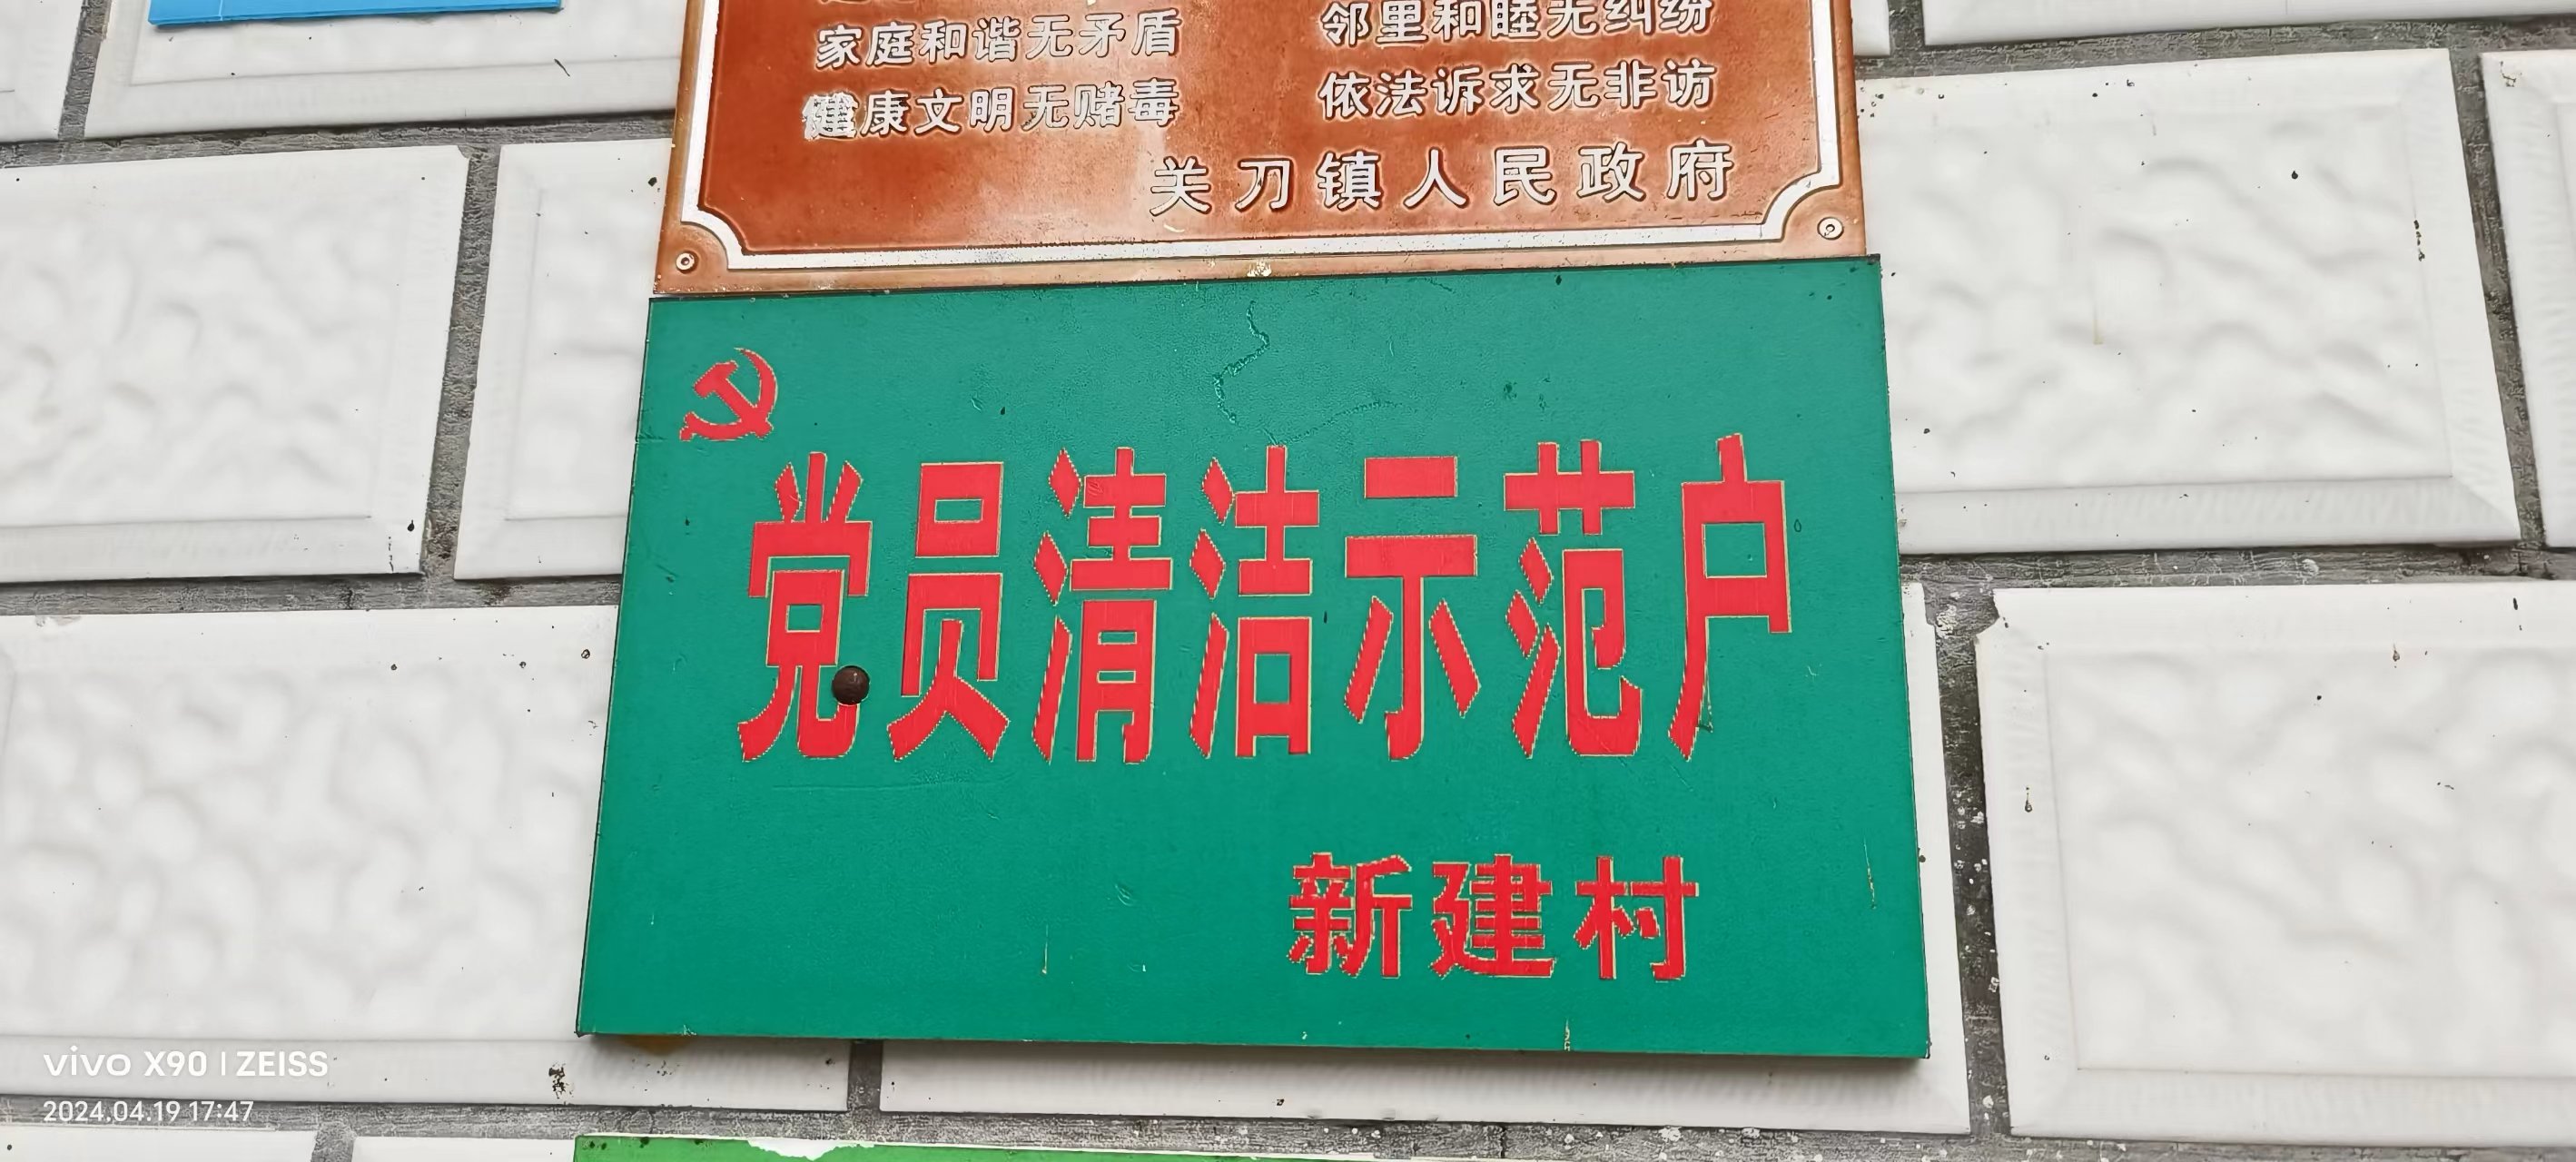 家庭和谐无矛盾 邻里和睦无纠纷
健康文明无赌毒 依法诉求无非访
关刀镇人民政府
党员清洁示范户
新建村
vivo X90 | ZEISS
2024.04.19 17:47